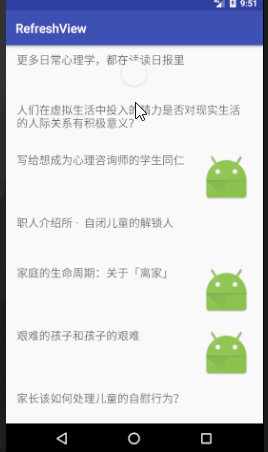 9:51
RefreshView
更多日常心理学，都在读读日报里
人们在虚拟生活中投入的精力是否对现实生活
的人际关系有积极意义？
写给想成为心理咨询师的学生同仁
职人介绍所 · 自闭儿童的解锁人
家庭的生命周期：关于「离家」
艰难的孩子和孩子的艰难
家长该如何处理儿童的自慰行为？